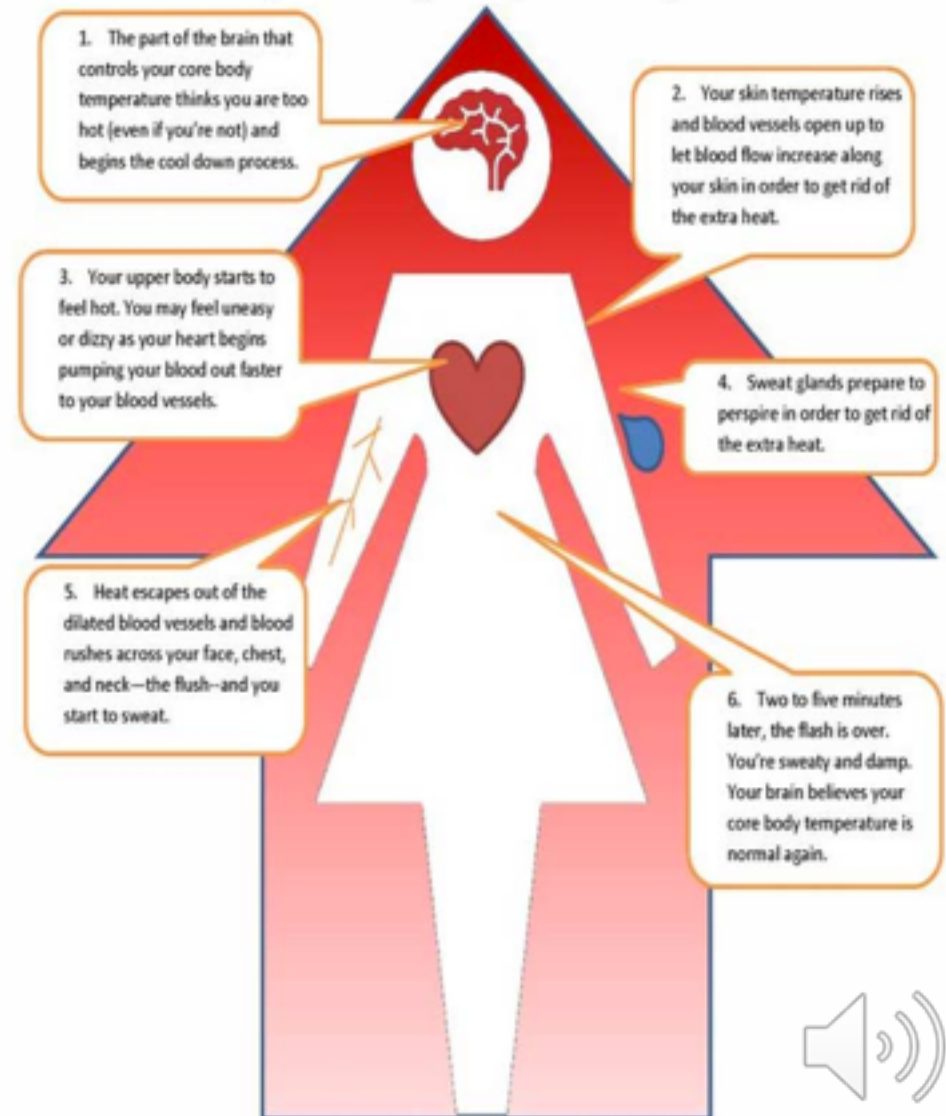 1. The part of the brain that
controls your core body
temperature thinks you are too
hot (even if you're not) and
begins the cool down process.
2. Your skin temperature rises
and blood vessels open up to
let blood flow increase along
your skin in order to get rid of
the extra heat.
3. Your upper body starts to
feel hot. You may feel uneasy
or dizzy as your heart begins
pumping your blood out faster
to your blood vessels.
4. Sweat glands prepare to
perspire in order to get rid of
the extra heat.
5. Heat escapes out of the
dilated blood vessels and blood
rushes across your face, chest,
and neck—the flush--and you
start to sweat.
6. Two to five minutes
later, the flash is over.
You're sweaty and damp.
Your brain believes your
core body temperature is
normal again.